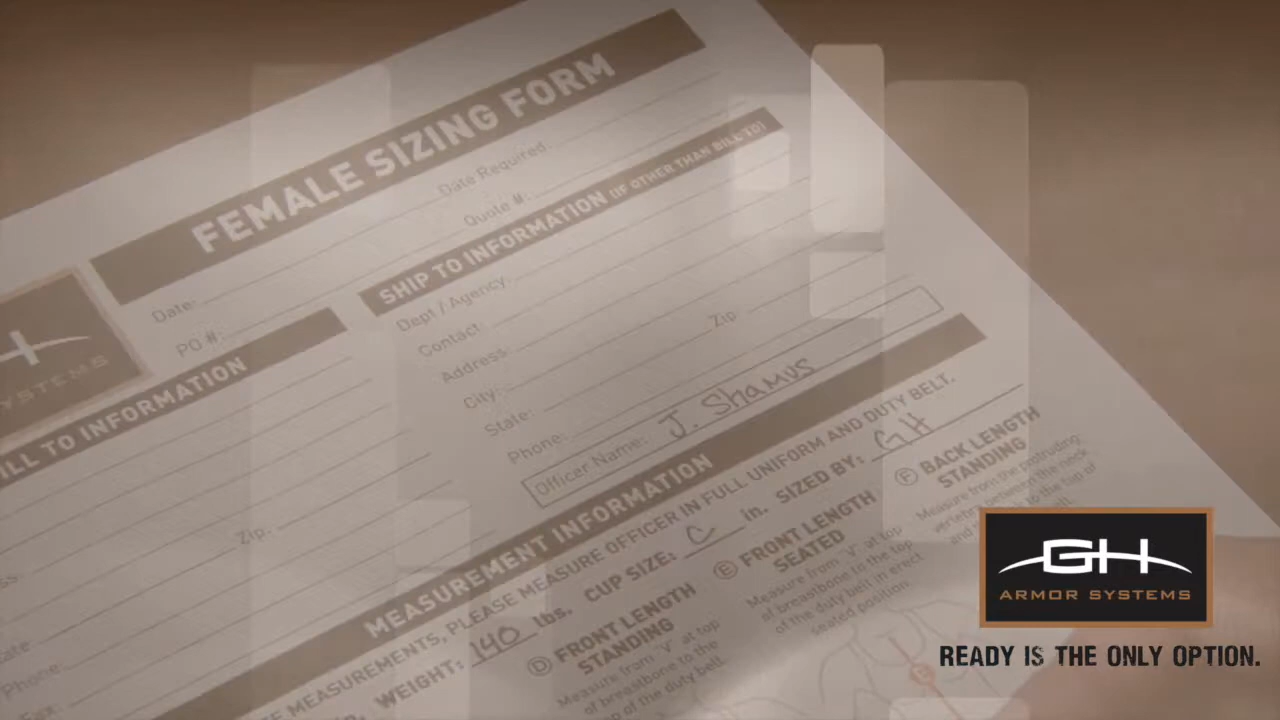 FEMALE SIZING FORM
Date Required:
Quote #:
Date:
PO #:
SHIP TO INFORMATION (IF OTHER THAN BILL TO)
Dept / Agency:
Contact:
Address:
City:
State:
Zip
Phone:
Officer Name: J. Shamus
SYSTEMS
ILL TO INFORMATION
Zip.
Phone:
MEASUREMENT INFORMATION
MEASUREMENTS, PLEASE MEASURE OFFICER IN FULL UNIFORM AND DUTY BELT.
WEIGHT: 140 lbs. CUP SIZE: C in. SIZED BY: GH
D FRONT LENGTH
STANDING
Measure from 'V' at top
of breastbone to the
top of the duty belt.
E FRONT LENGTH
SEATED
Measure from 'V' at top
of breastbone to the top
of the duty belt in erect
seated position.
F BACK LENGTH
STANDING
Measure from the protruding
vertebra between the neck
GH
ARMOR SYSTEMS
READY IS THE ONLY OPTION.